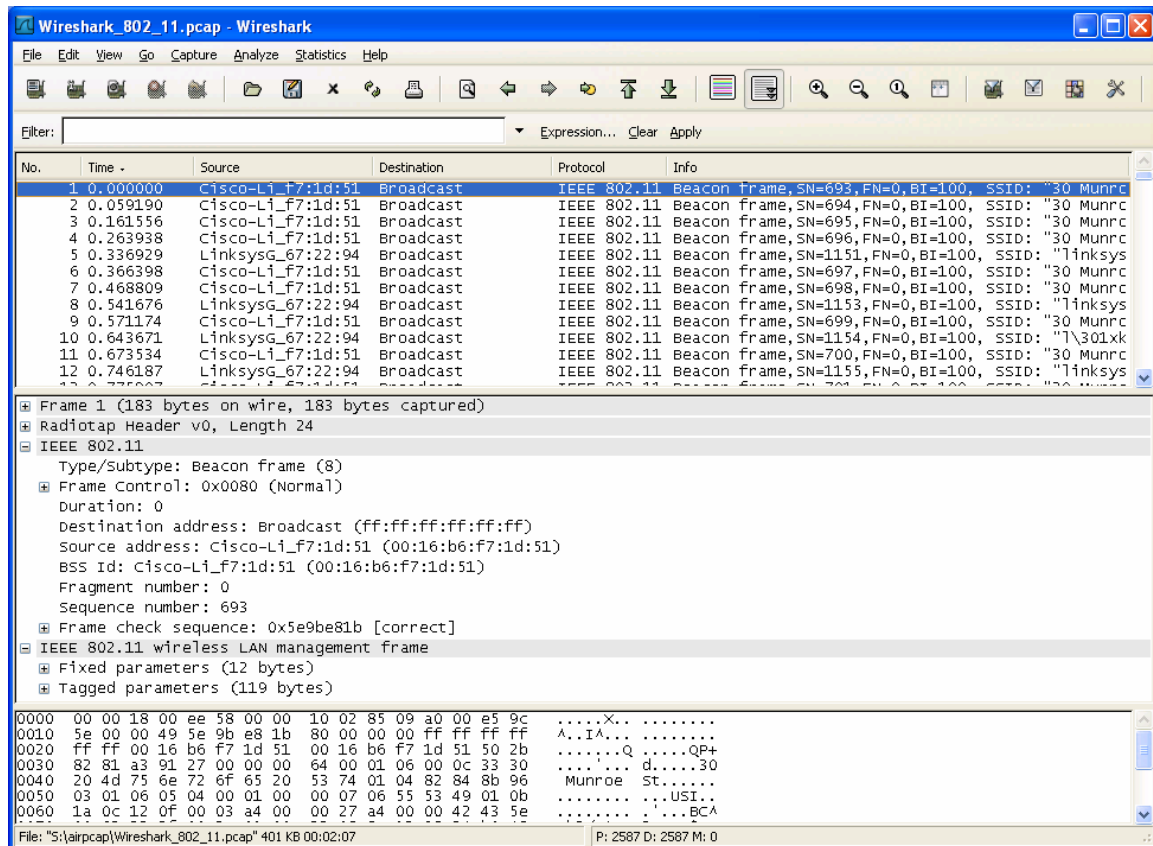 Wireshark_802_11.pcap - Wireshark
File Edit View Go Capture Analyze Statistics Help
Filter: Expression... Clear Apply
No. Time Source Destination Protocol Info
1 0.000000 Cisco-Li_f7:1d:51 Broadcast IEEE 802.11 Beacon frame,SN=693,FN=0,BI=100, SSID: "30 Munrc
2 0.059190 Cisco-Li_f7:1d:51 Broadcast IEEE 802.11 Beacon frame,SN=694,FN=0,BI=100, SSID: "30 Munrc
3 0.161556 Cisco-Li_f7:1d:51 Broadcast IEEE 802.11 Beacon frame,SN=695,FN=0,BI=100, SSID: "30 Munrc
4 0.263938 Cisco-Li_f7:1d:51 Broadcast IEEE 802.11 Beacon frame,SN=696,FN=0,BI=100, SSID: "30 Munrc
5 0.336929 LinksysG_67:22:94 Broadcast IEEE 802.11 Beacon frame,SN=1151,FN=0,BI=100, SSID: "linksys
6 0.366398 Cisco-Li_f7:1d:51 Broadcast IEEE 802.11 Beacon frame,SN=697,FN=0,BI=100, SSID: "30 Munrc
7 0.468809 Cisco-Li_f7:1d:51 Broadcast IEEE 802.11 Beacon frame,SN=698,FN=0,BI=100, SSID: "30 Munrc
8 0.541676 LinksysG_67:22:94 Broadcast IEEE 802.11 Beacon frame,SN=1153,FN=0,BI=100, SSID: "linksys
9 0.571174 Cisco-Li_f7:1d:51 Broadcast IEEE 802.11 Beacon frame,SN=699,FN=0,BI=100, SSID: "30 Munrc
10 0.643671 LinksysG_67:22:94 Broadcast IEEE 802.11 Beacon frame,SN=1154,FN=0,BI=100, SSID: "l\301xk
11 0.673534 Cisco-Li_f7:1d:51 Broadcast IEEE 802.11 Beacon frame,SN=700,FN=0,BI=100, SSID: "30 Munrc
12 0.746187 LinksysG_67:22:94 Broadcast IEEE 802.11 Beacon frame,SN=1155,FN=0,BI=100, SSID: "linksys
Frame 1 (183 bytes on wire, 183 bytes captured)
Radiotap Header v0, Length 24
IEEE 802.11
Type/Subtype: Beacon frame (8)
Frame Control: 0x0080 (Normal)
Duration: 0
Destination address: Broadcast (ff:ff:ff:ff:ff:ff)
Source address: Cisco-Li_f7:1d:51 (00:16:b6:f7:1d:51)
BSS Id: Cisco-Li_f7:1d:51 (00:16:b6:f7:1d:51)
Fragment number: 0
Sequence number: 693
Frame check sequence: 0x5e9be81b [correct]
IEEE 802.11 wireless LAN management frame
Fixed parameters (12 bytes)
Tagged parameters (119 bytes)
0000 00 00 18 00 ee 58 00 00 10 02 85 09 a0 00 e5 9c .....X.. ........
0010 5e 00 00 49 5e 9b e8 1b 80 00 00 00 ff ff ff ff ^..I^... ........
0020 ff ff 00 16 b6 f7 1d 51 00 16 b6 f7 1d 51 50 2b .......Q .....QP+
0030 82 81 a3 91 27 00 00 00 64 00 01 06 00 0c 33 30 ....'... d.....30
0040 20 4d 75 6e 72 6f 65 20 53 74 01 04 82 84 8b 96 Munroe St......
0050 03 01 06 05 04 00 01 00 00 07 06 55 53 49 01 0b ........ ...USI..
0060 1a 0c 12 0f 00 03 a4 00 00 27 a4 00 00 42 43 5e ........ .'...BC^
File: "S:\airpcap\Wireshark_802_11.pcap" 401 KB 00:02:07 P: 2587 D: 2587 M: 0